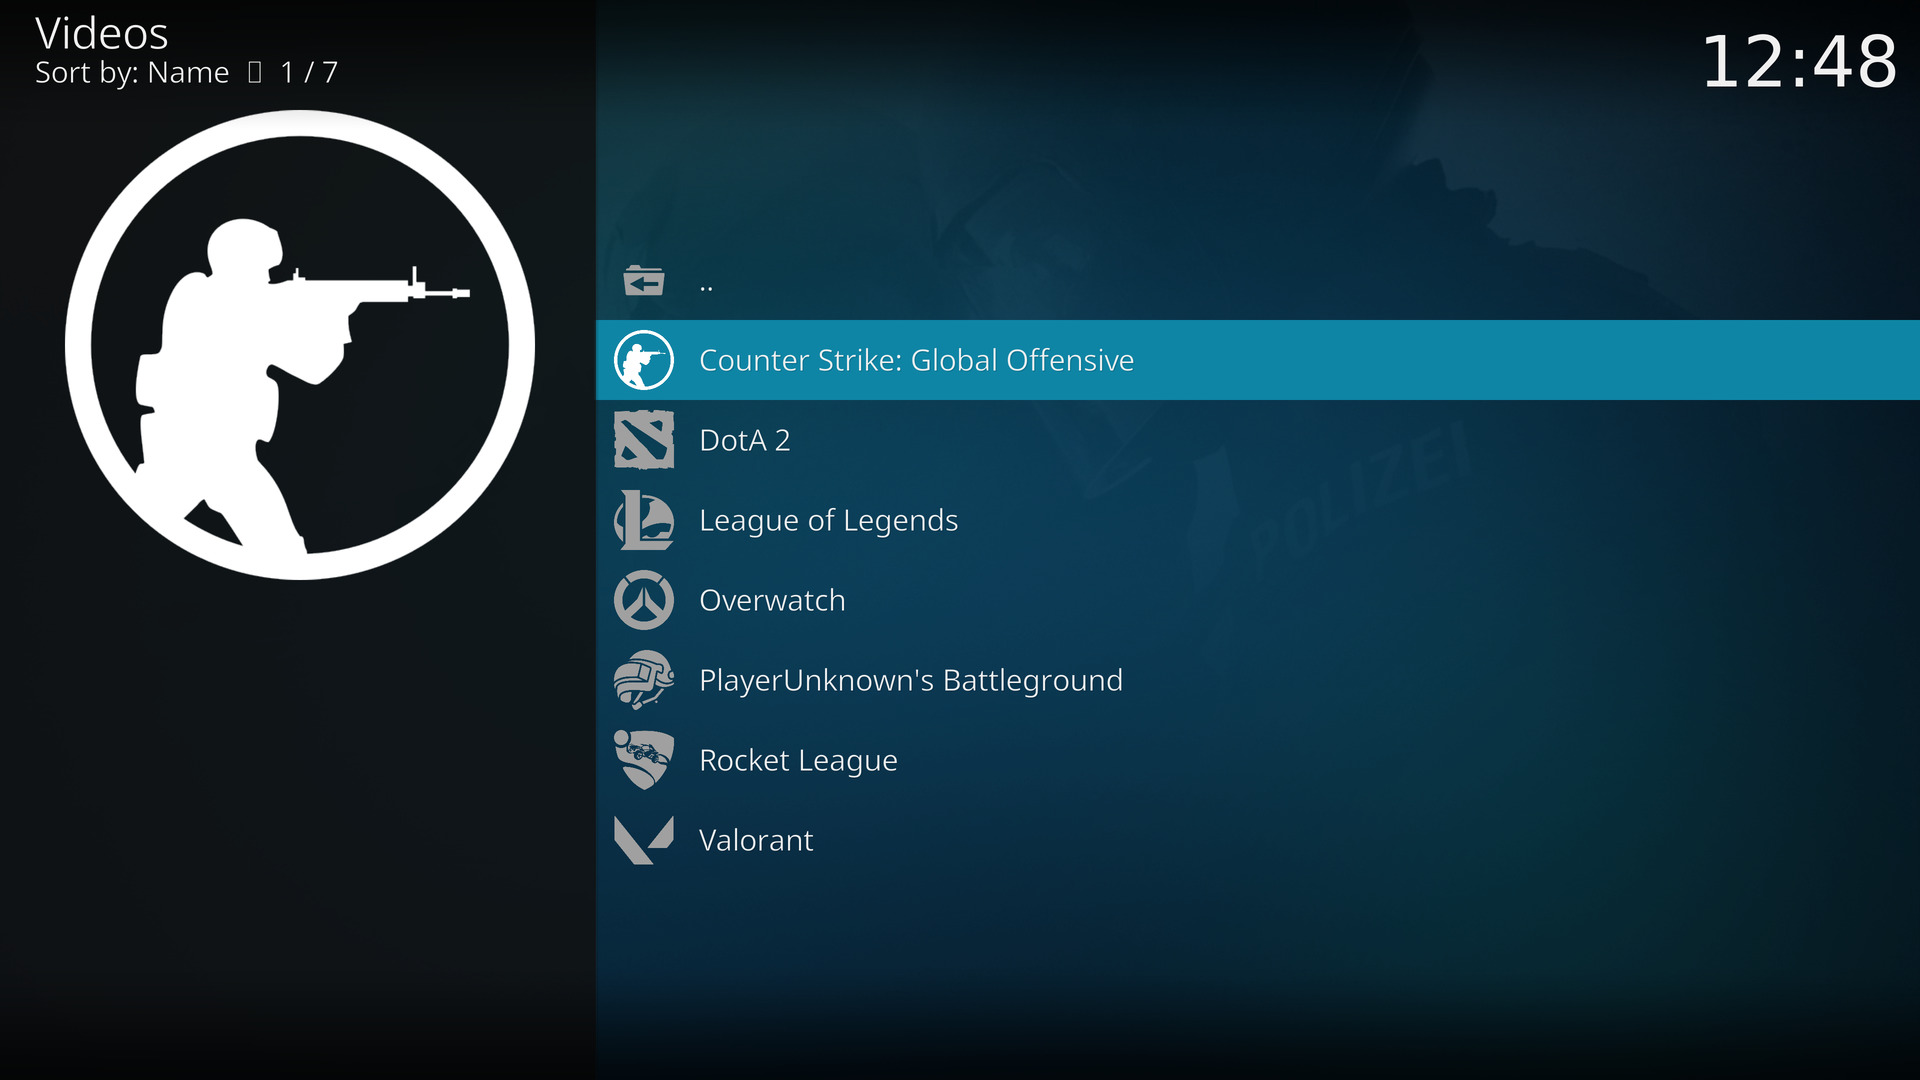 Videos
Sort by: Name 1 / 7
12:48
..
Counter Strike: Global Offensive
DotA 2
League of Legends
Overwatch
PlayerUnknown's Battleground
Rocket League
Valorant
POLIZEI